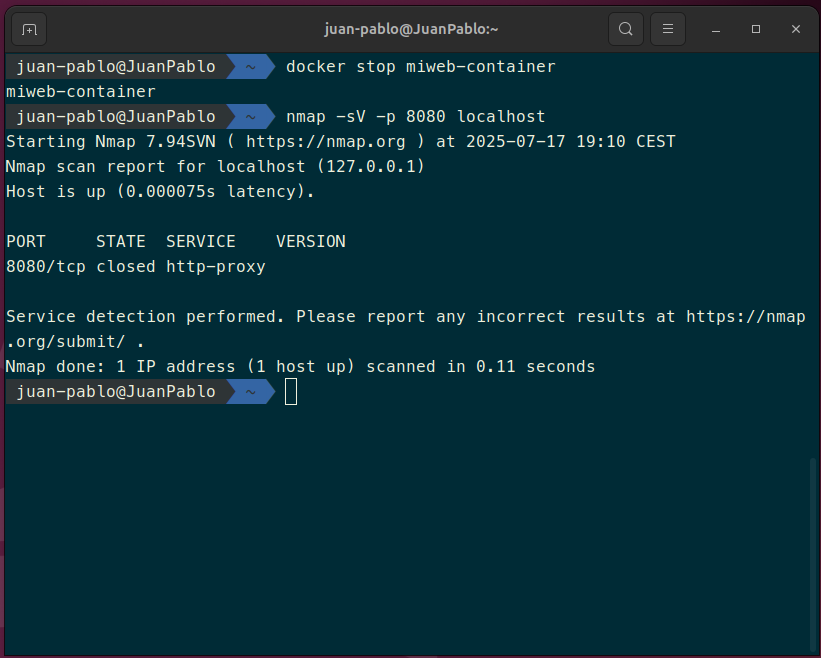 juan-pablo@JuanPablo:~
juan-pablo@JuanPablo ~ docker stop miweb-container
miweb-container
juan-pablo@JuanPablo ~ nmap -sV -p 8080 localhost
Starting Nmap 7.94SVN ( https://nmap.org ) at 2025-07-17 19:10 CEST
Nmap scan report for localhost (127.0.0.1)
Host is up (0.000075s latency).
PORT     STATE  SERVICE    VERSION
8080/tcp closed http-proxy
Service detection performed. Please report any incorrect results at https://nmap
.org/submit/ .
Nmap done: 1 IP address (1 host up) scanned in 0.11 seconds
juan-pablo@JuanPablo ~